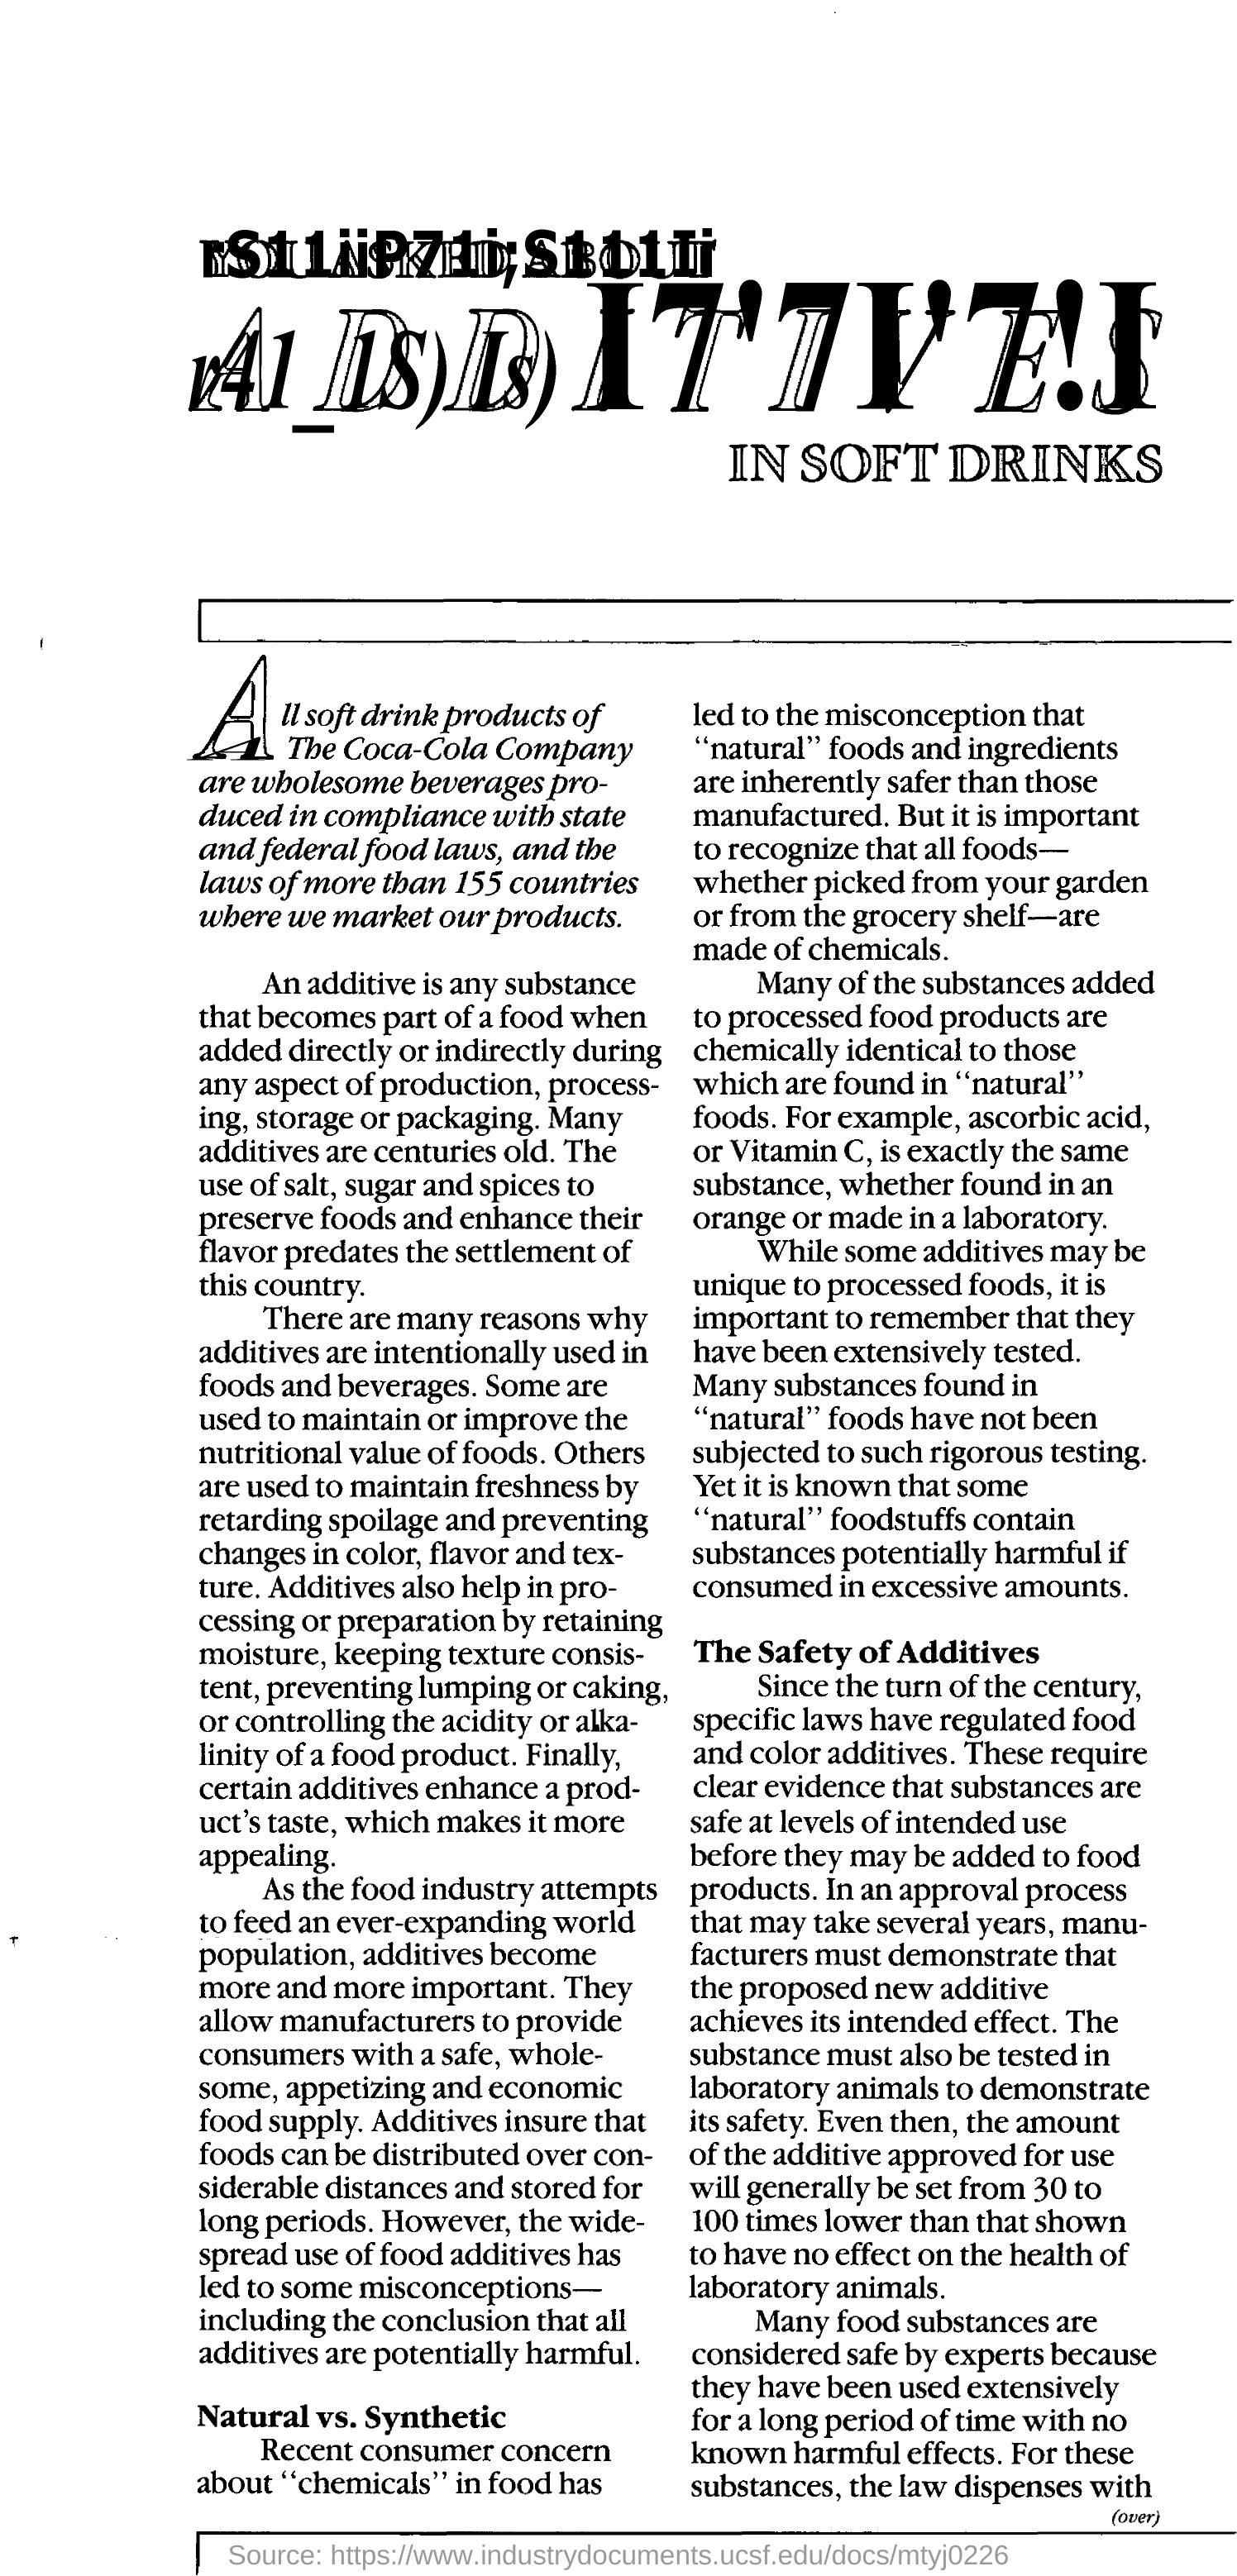 YOU ASKED ABOUT
ADDITIVES
IN SOFT DRINKS
All soft drink products of
The Coca-Cola Company
are wholesome beverages pro-
duced in compliance with state
and federal food laws, and the
laws of more than 155 countries
where we market our products.
An additive is any substance
that becomes part of a food when
added directly or indirectly during
any aspect of production, process-
ing, storage or packaging. Many
additives are centuries old. The
use of salt, sugar and spices to
preserve foods and enhance their
flavor predates the settlement of
this country.
There are many reasons why
additives are intentionally used in
foods and beverages. Some are
used to maintain or improve the
nutritional value of foods. Others
are used to maintain freshness by
retarding spoilage and preventing
changes in color, flavor and tex-
ture. Additives also help in pro-
cessing or preparation by retaining
moisture, keeping texture consis-
tent, preventing lumping or caking,
or controlling the acidity or alka-
linity of a food product. Finally,
certain additives enhance a prod-
uct's taste, which makes it more
appealing.
As the food industry attempts
to feed an ever-expanding world
population, additives become
more and more important. They
allow manufacturers to provide
consumers with a safe, whole-
some, appetizing and economic
food supply. Additives insure that
foods can be distributed over con-
siderable distances and stored for
long periods. However, the wide-
spread use of food additives has
led to some misconceptions—
including the conclusion that all
additives are potentially harmful.
Natural vs. Synthetic
Recent consumer concern
about "chemicals" in food has
led to the misconception that
"natural" foods and ingredients
are inherently safer than those
manufactured. But it is important
to recognize that all foods—
whether picked from your garden
or from the grocery shelf—are
made of chemicals.
Many of the substances added
to processed food products are
chemically identical to those
which are found in "natural"
foods. For example, ascorbic acid,
or Vitamin C, is exactly the same
substance, whether found in an
orange or made in a laboratory.
While some additives may be
unique to processed foods, it is
important to remember that they
have been extensively tested.
Many substances found in
"natural" foods have not been
subjected to such rigorous testing.
Yet it is known that some
"natural" foodstuffs contain
substances potentially harmful if
consumed in excessive amounts.
The Safety of Additives
Since the turn of the century,
specific laws have regulated food
and color additives. These require
clear evidence that substances are
safe at levels of intended use
before they may be added to food
products. In an approval process
that may take several years, manu-
facturers must demonstrate that
the proposed new additive
achieves its intended effect. The
substance must also be tested in
laboratory animals to demonstrate
its safety. Even then, the amount
of the additive approved for use
will generally be set from 30 to
100 times lower than that shown
to have no effect on the health of
laboratory animals.
Many food substances are
considered safe by experts because
they have been used extensively
for a long period of time with no
known harmful effects. For these
substances, the law dispenses with
(over)
Source: https://www.industrydocuments.ucsf.edu/docs/mtyj0226